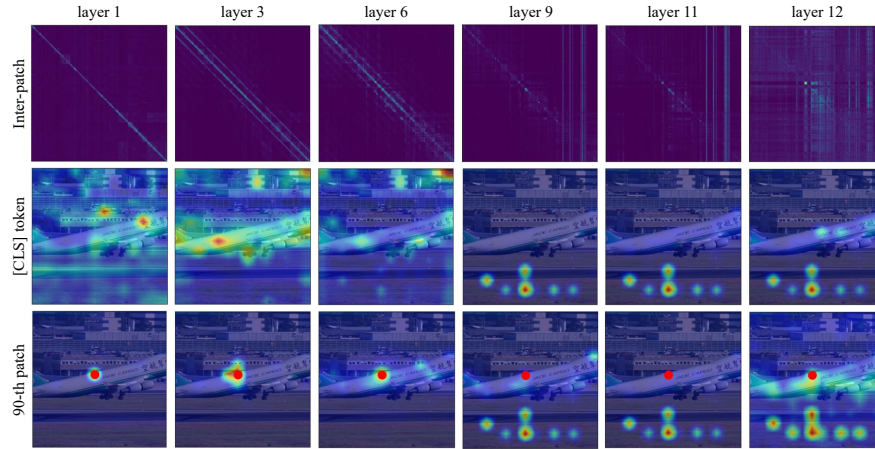 layer 1 layer 3 layer 6 layer 9 layer 11 layer 12
Inter-patch
[CLS] token
90-th patch